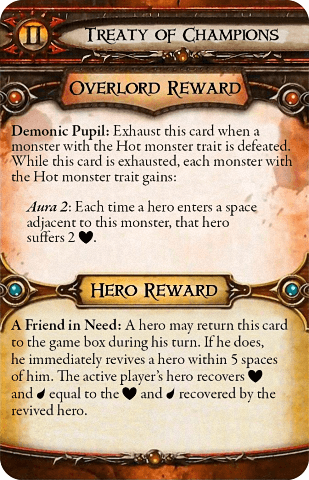 II
Treaty of Champions
Overlord Reward
Demonic Pupil: Exhaust this card when a
monster with the Hot monster trait is defeated.
While this card is exhausted, each monster with
the Hot monster trait gains:
Aura 2: Each time a hero enters a space
adjacent to this monster, that hero
suffers 2 ♥.
Hero Reward
A Friend in Need: A hero may return this card
to the game box during his turn. If he does,
he immediately revives a hero within 5 spaces
of him. The active player's hero recovers ♥
and equal to the ♥ and recovered by the
revived hero.